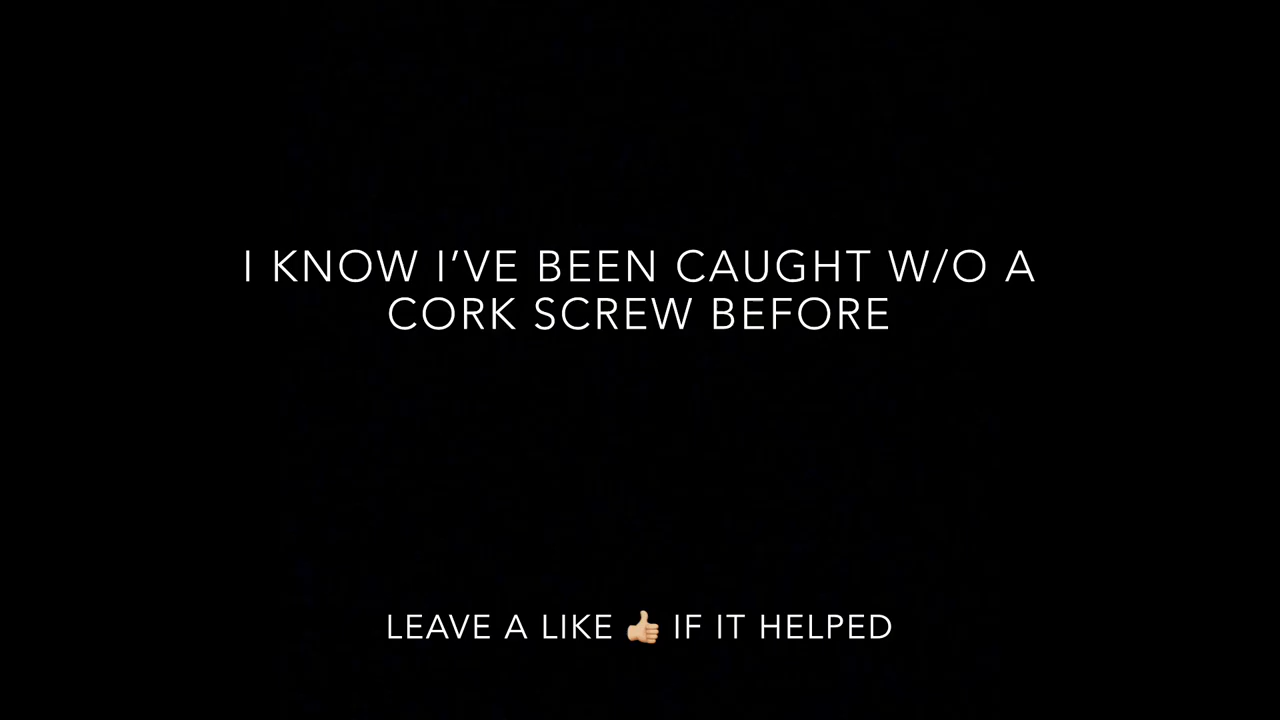 I KNOW I’VE BEEN CAUGHT W/O A
CORK SCREW BEFORE
LEAVE A LIKE 👍🏼 IF IT HELPED